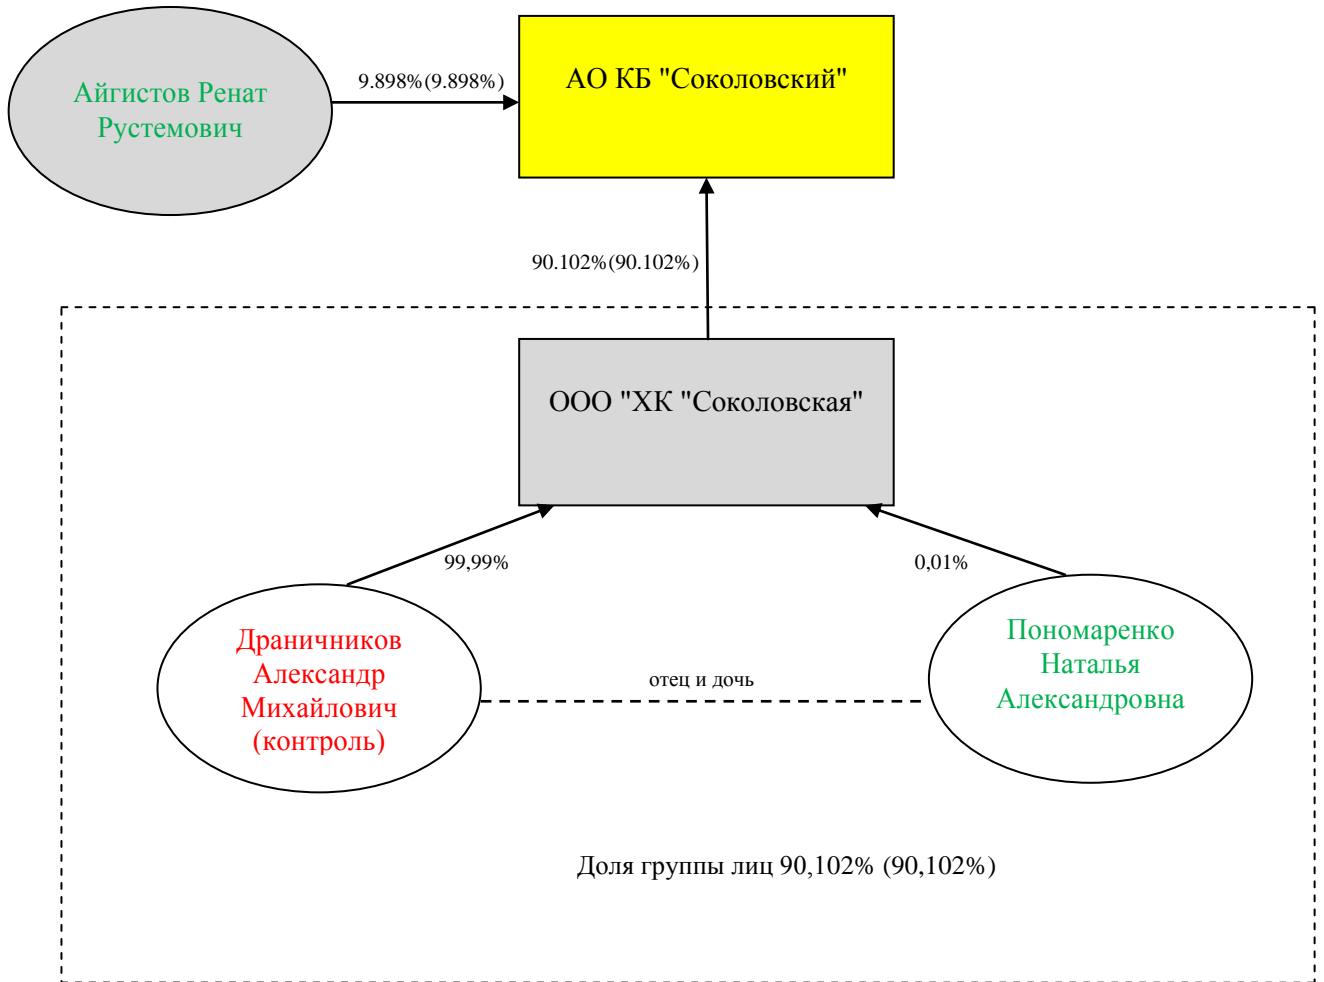 Айгистов Ренат
Рустемович
9.898%(9.898%)
АО КБ "Соколовский"
90.102%(90.102%)
ООО "ХК "Соколовская"
99,99%
0,01%
Драничников
Александр
Михайлович
(контроль)
отец и дочь
Пономаренко
Наталья
Александровна
Доля группы лиц 90,102% (90,102%)